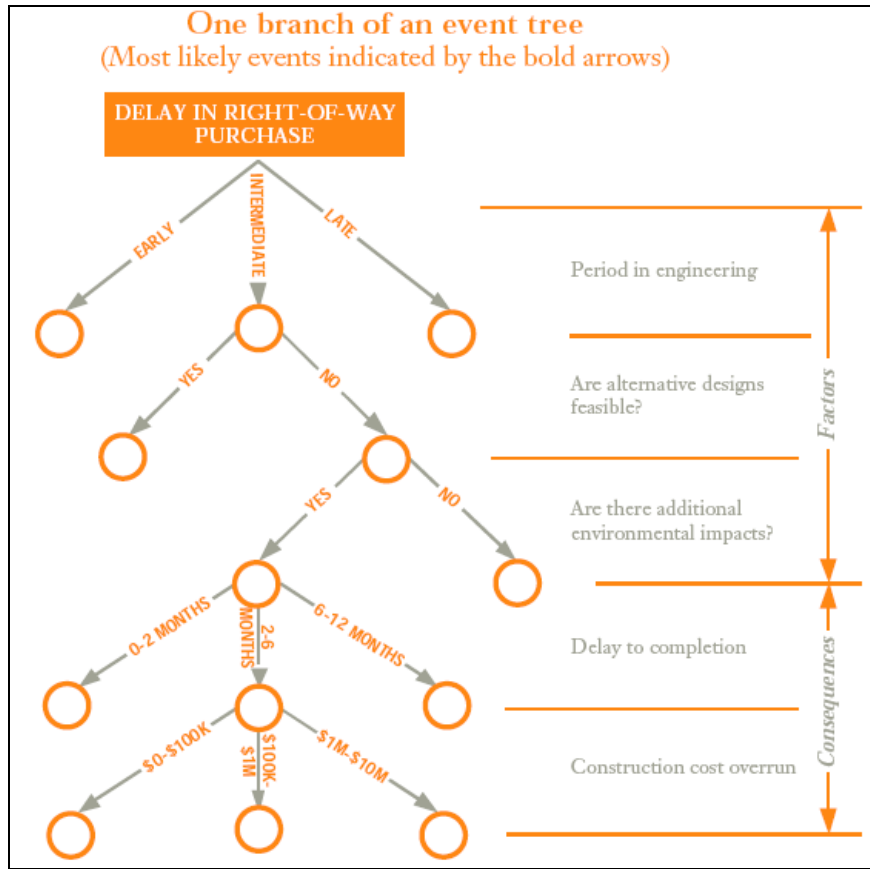 One branch of an event tree
(Most likely events indicated by the bold arrows)
DELAY IN RIGHT-OF-WAY
PURCHASE
EARLY
INTERMEDIATE
LATE
Period in engineering
YES
NO
Are alternative designs
feasible?
Factors
YES
NO
Are there additional
environmental impacts?
0-2 MONTHS
2-6
MONTHS
6-12 MONTHS
Delay to completion
Consequences
$0-$100K
$100K-
$1M
$1M-$10M
Construction cost overrun